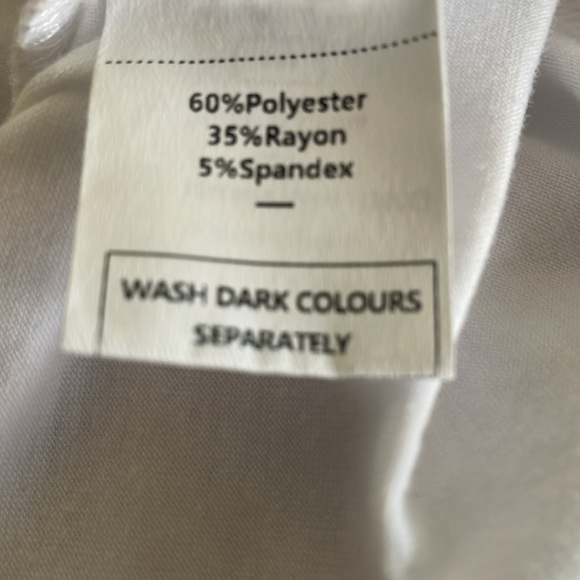 60%Polyester
35%Rayon
5%Spandex
—
WASH DARK COLOURS
SEPARATELY